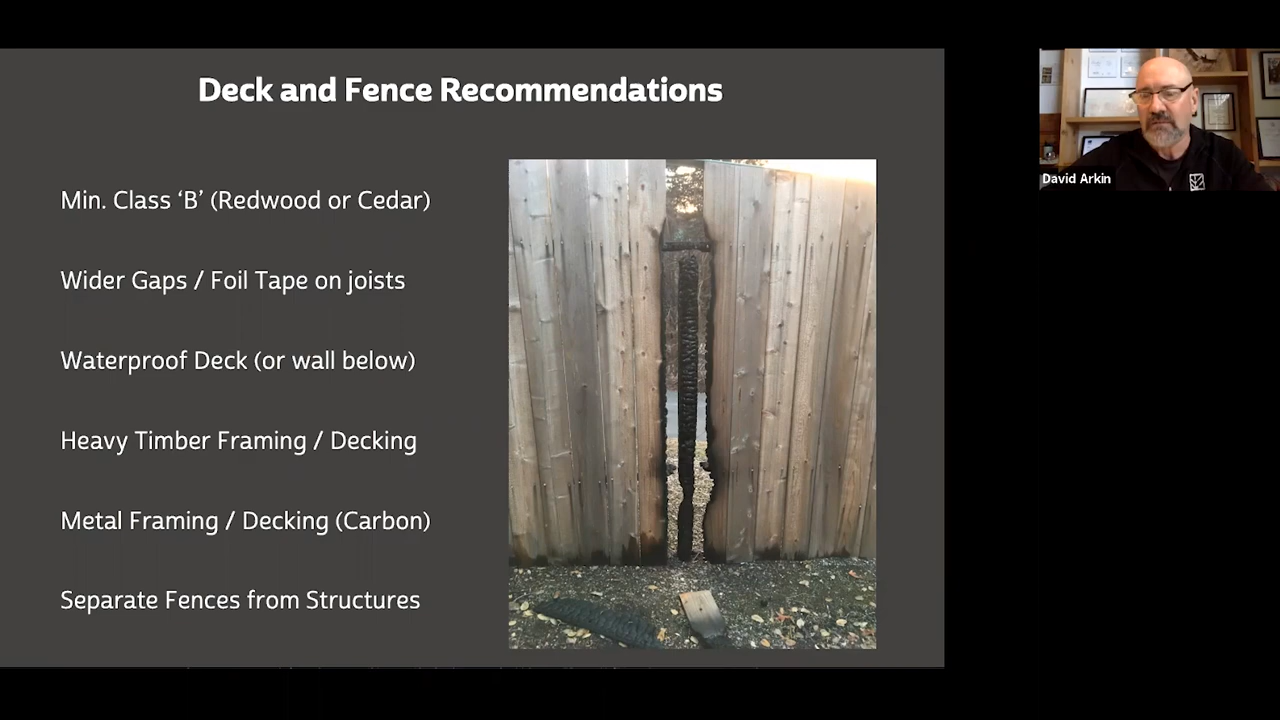 Deck and Fence Recommendations
Min. Class ‘B’ (Redwood or Cedar)
Wider Gaps / Foil Tape on joists
Waterproof Deck (or wall below)
Heavy Timber Framing / Decking
Metal Framing / Decking (Carbon)
Separate Fences from Structures
David Arkin